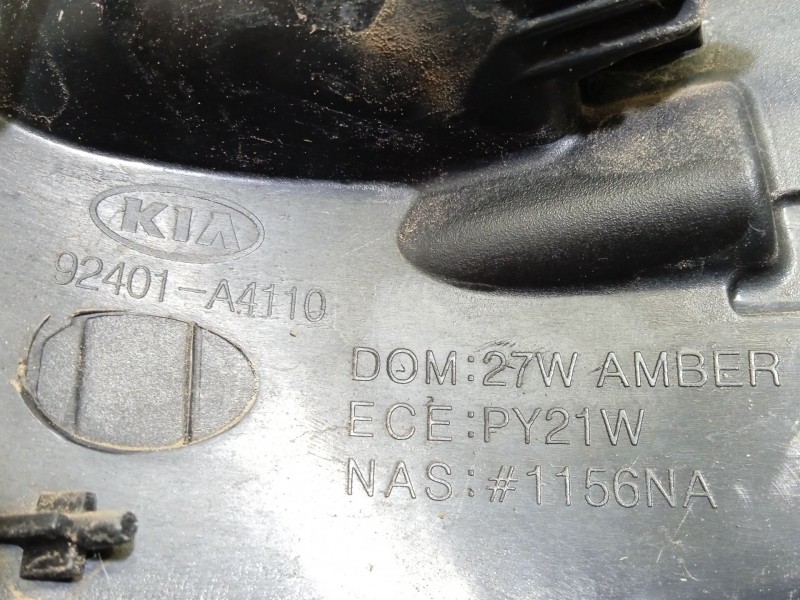 KIA
92401-A4110
DOM:27W AMBER
ECE:PY21W
NAS:#1156NA